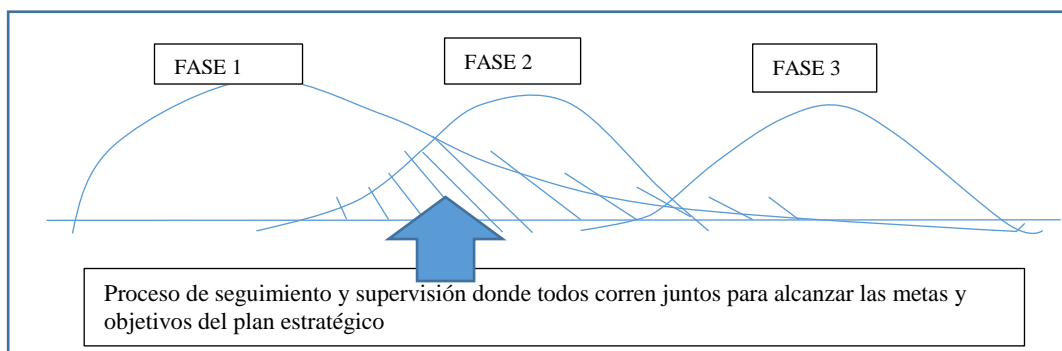 FASE 1
FASE 2
FASE 3
Proceso de seguimiento y supervisión donde todos corren juntos para alcanzar las metas y
objetivos del plan estratégico